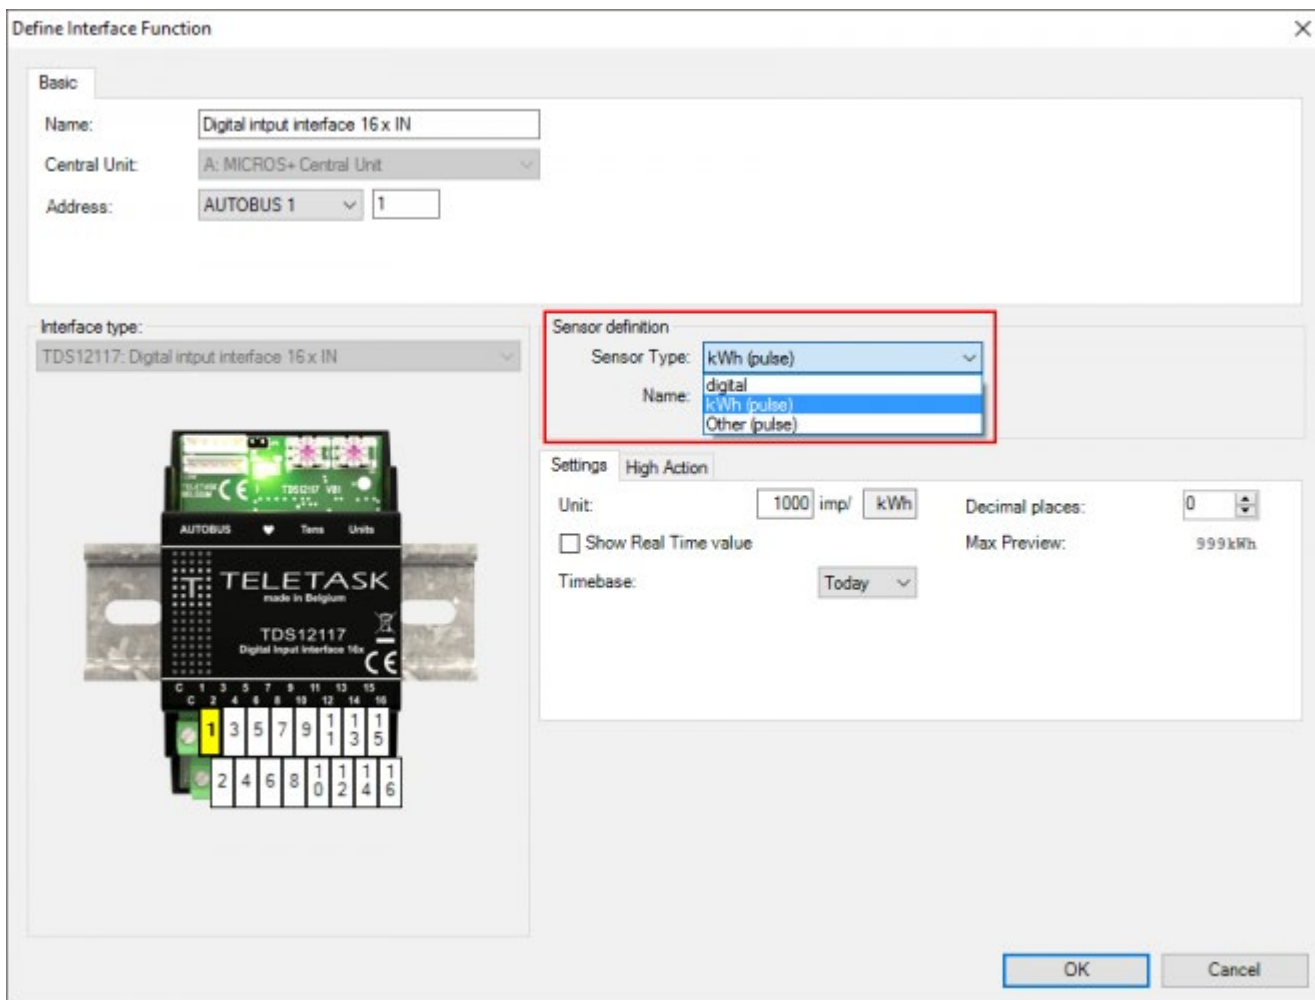 Define Interface Function
Basic
Name:
Digital intput interface 16 x IN
Central Unit:
A: MICROS+ Central Unit
Address:
AUTOBUS 1
1
Interface type:
TDS12117: Digital intput interface 16 x IN
Sensor definition
Sensor Type:
kWh (pulse)
digital
Name:
kWh (pulse)
Other (pulse)
TDS12117 VB1
AUTOBUS ♥ Tens Units
TELETASK
made in Belgium
TDS12117
Digital Input Interface 16x
CE
C 1 3 5 7 9 11 13 15
C 2 4 6 8 10 12 14 16
1 3 5 7 9 11 13 15
2 4 6 8 10 12 14 16
Settings
High Action
Unit:
1000 imp/ kWh
Decimal places:
0
Show Real Time value
Max Preview:
999kWh
Timebase:
Today
OK
Cancel